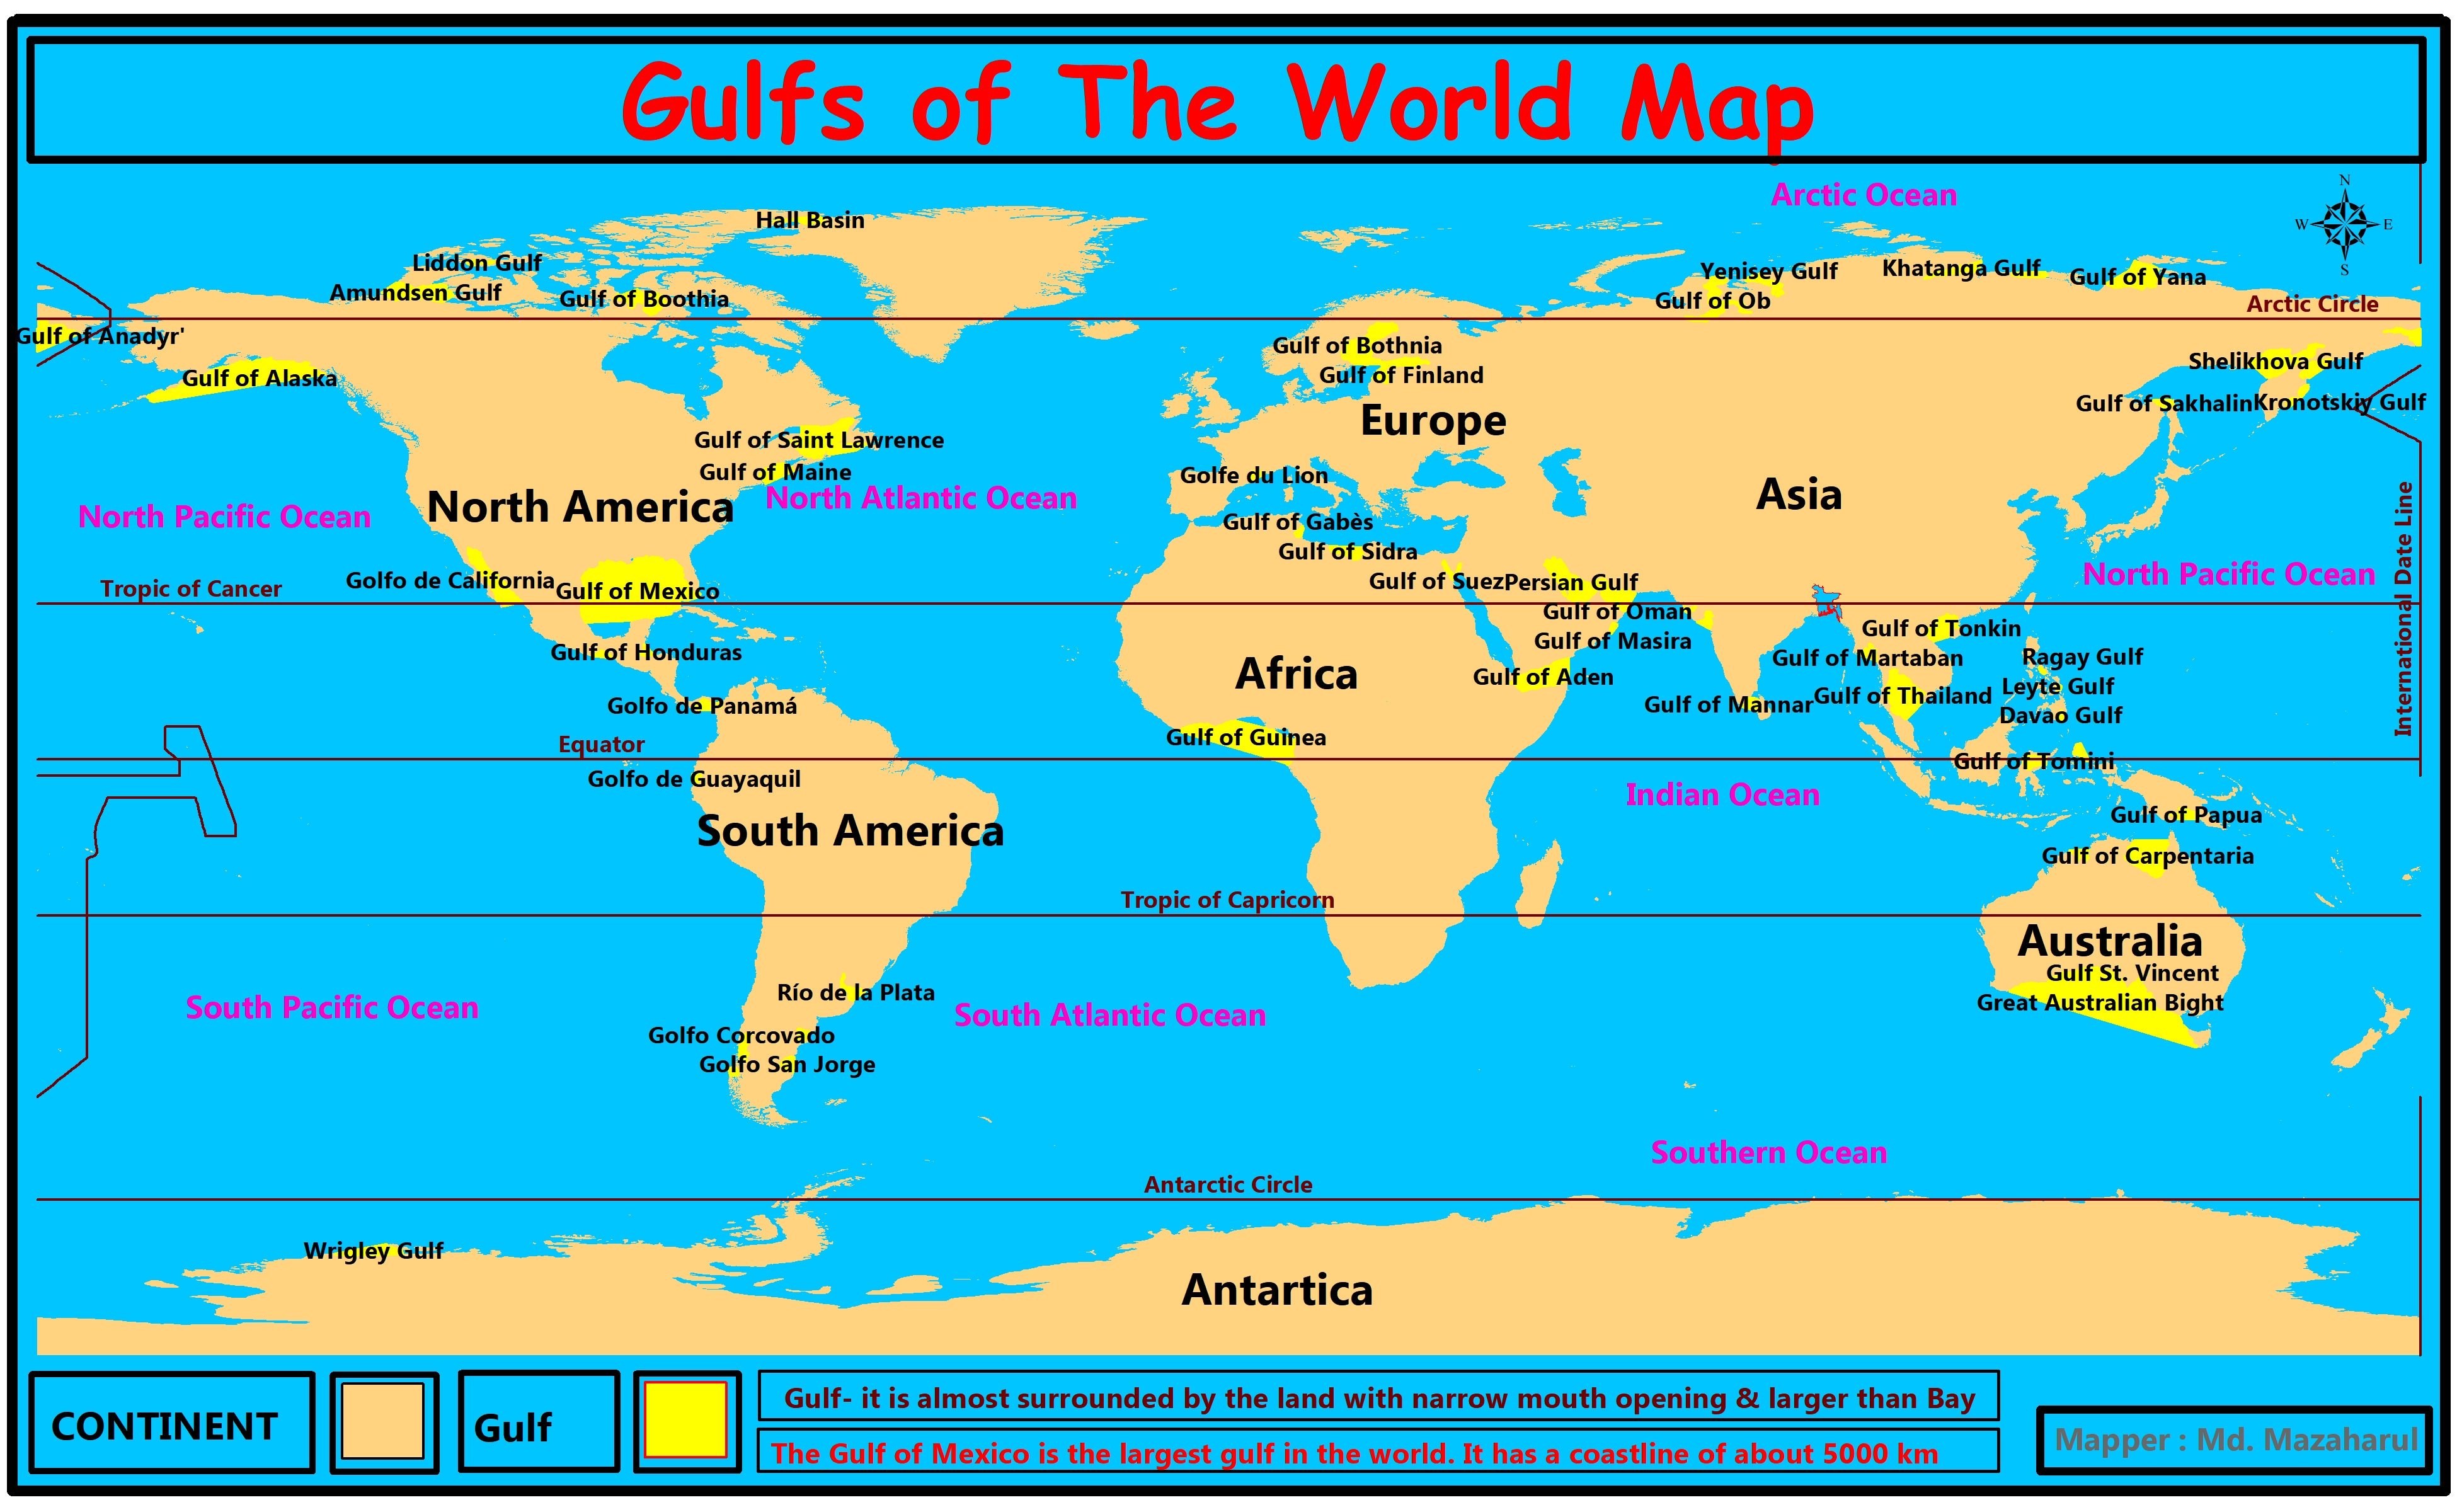 Gulfs of The World Map
Arctic Ocean
N
W E
S
Hall Basin
Liddon Gulf
Amundsen Gulf
Gulf of Boothia
Yenisey Gulf
Khatanga Gulf
Gulf of Yana
Gulf of Ob
Arctic Circle
Gulf of Anadyr'
Gulf of Alaska
Gulf of Bothnia
Gulf of Finland
Shelikhova Gulf
Gulf of Sakhalin
Kronotskiy Gulf
Europe
Gulf of Saint Lawrence
Gulf of Maine
Golfe du Lion
North America
North Atlantic Ocean
Asia
North Pacific Ocean
Gulf of Gabès
Gulf of Sidra
International Date Line
Golfo de California
Gulf of Mexico
Gulf of Suez
Persian Gulf
North Pacific Ocean
Tropic of Cancer
Gulf of Oman
Gulf of Masira
Gulf of Tonkin
Gulf of Honduras
Africa
Gulf of Aden
Gulf of Martaban
Ragay Gulf
Leyte Gulf
Golfo de Panamá
Gulf of Mannar
Gulf of Thailand
Davao Gulf
Gulf of Guinea
Equator
Gulf of Tomini
Golfo de Guayaquil
Indian Ocean
South America
Gulf of Papua
Gulf of Carpentaria
Tropic of Capricorn
Australia
Gulf St. Vincent
Great Australian Bight
Río de la Plata
South Pacific Ocean
South Atlantic Ocean
Golfo Corcovado
Golfo San Jorge
Southern Ocean
Antarctic Circle
Wrigley Gulf
Antartica
CONTINENT
Gulf
Gulf- it is almost surrounded by the land with narrow mouth opening & larger than Bay
The Gulf of Mexico is the largest gulf in the world. It has a coastline of about 5000 km
Mapper : Md. Mazaharul